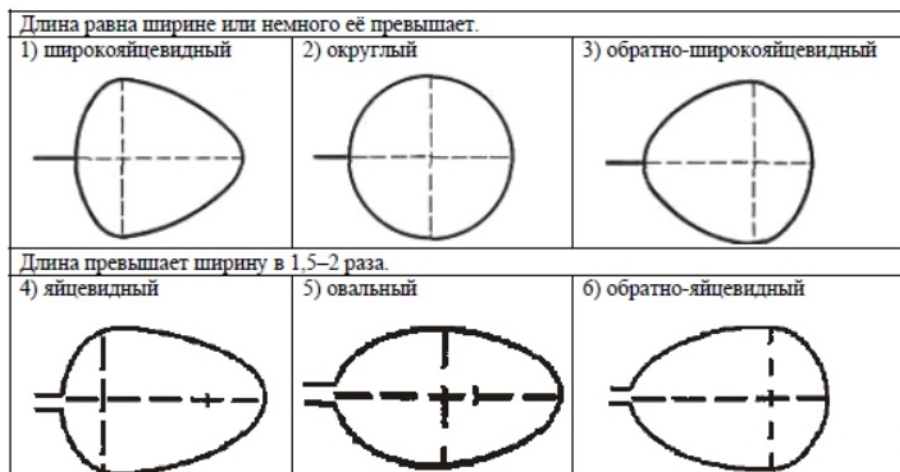 Длина равна ширине или немного её превышает.
1) широкояйцевидный
2) округлый
3) обратно-широкояйцевидный
Длина превышает ширину в 1,5–2 раза.
4) яйцевидный
5) овальный
6) обратно-яйцевидный